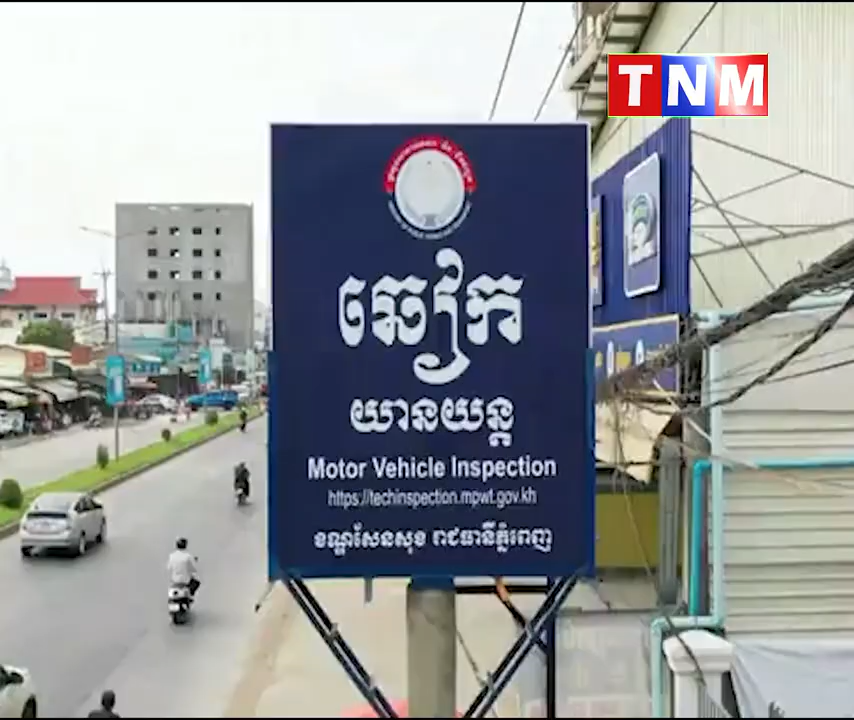 TNM
ឆៀក
យានយន្ត
Motor Vehicle Inspection
https://techinspection.mpwt.gov.kh
ខណ្ឌសែនសុខ រាជធានីភ្នំពេញ